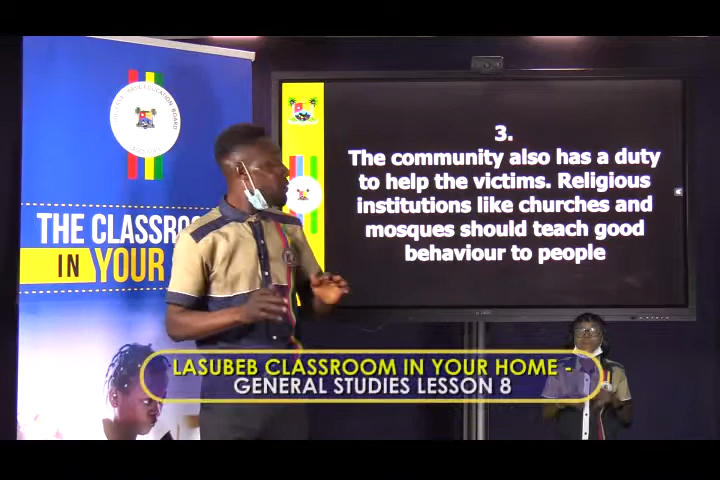 3.
The community also has a duty
to help the victims. Religious
institutions like churches and
mosques should teach good
behaviour to people
THE CLASSRO
IN YOUR
LASUBEB CLASSROOM IN YOUR HOME -
GENERAL STUDIES LESSON 8